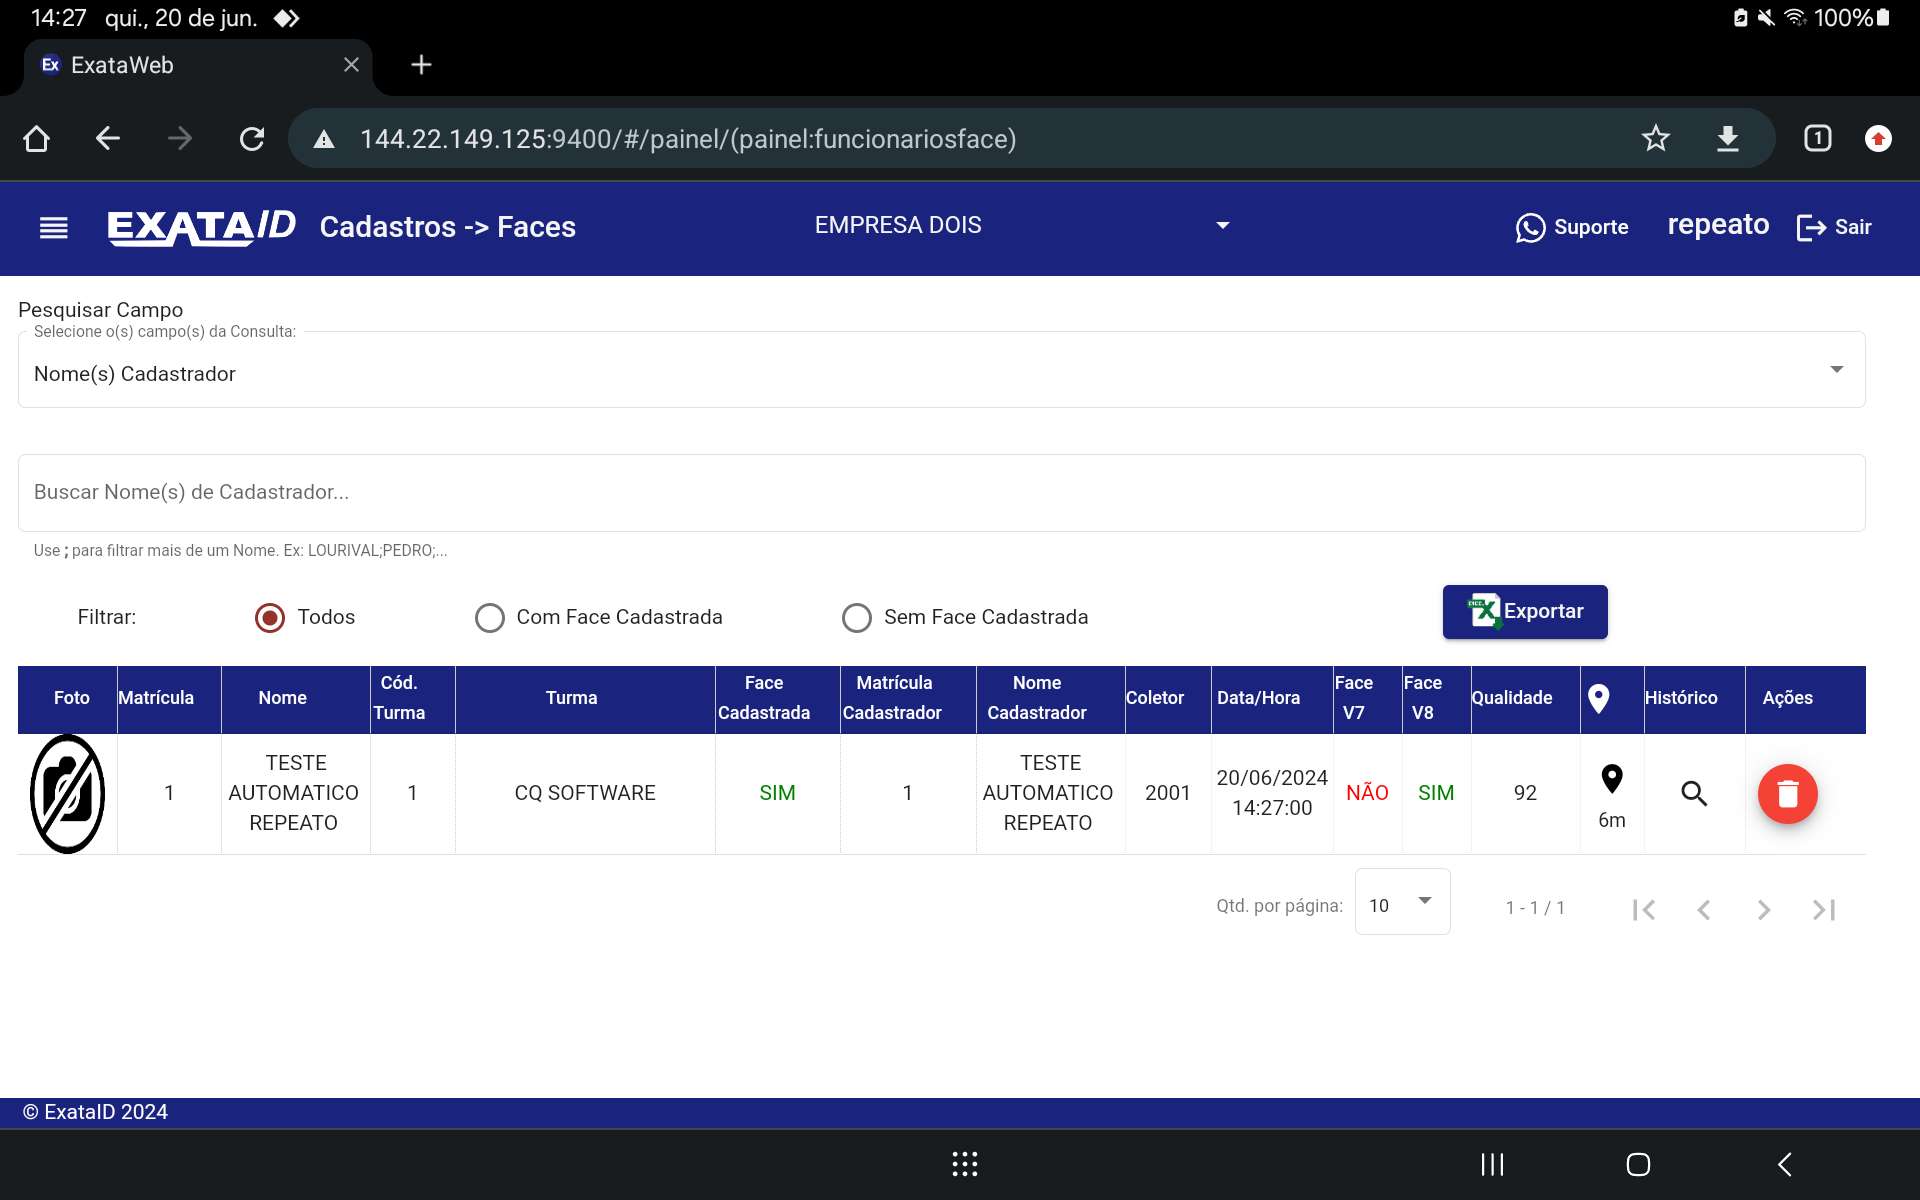 14:27 qui., 20 de jun. 100%
Ex ExataWeb
144.22.149.125:9400/#/painel/(painel:funcionariosface)
1
EXATAID Cadastros -> Faces EMPRESA DOIS Suporte repeato Sair
Pesquisar Campo
Selecione o(s) campo(s) da Consulta:
Nome(s) Cadastrador
Buscar Nome(s) de Cadastrador...
Use ; para filtrar mais de um Nome. Ex: LOURIVAL;PEDRO;...
Filtrar: Todos Com Face Cadastrada Sem Face Cadastrada Exportar
Foto Matrícula Nome Cód. Turma Turma Face Cadastrada Matrícula Cadastrador Nome Cadastrador Coletor Data/Hora Face V7 Face V8 Qualidade Histórico Ações
1 TESTE AUTOMATICO REPEATO 1 CQ SOFTWARE SIM 1 TESTE AUTOMATICO REPEATO 2001 20/06/2024 14:27:00 NÃO SIM 92 6m
Qtd. por página: 10 1 - 1 / 1
© ExataID 2024